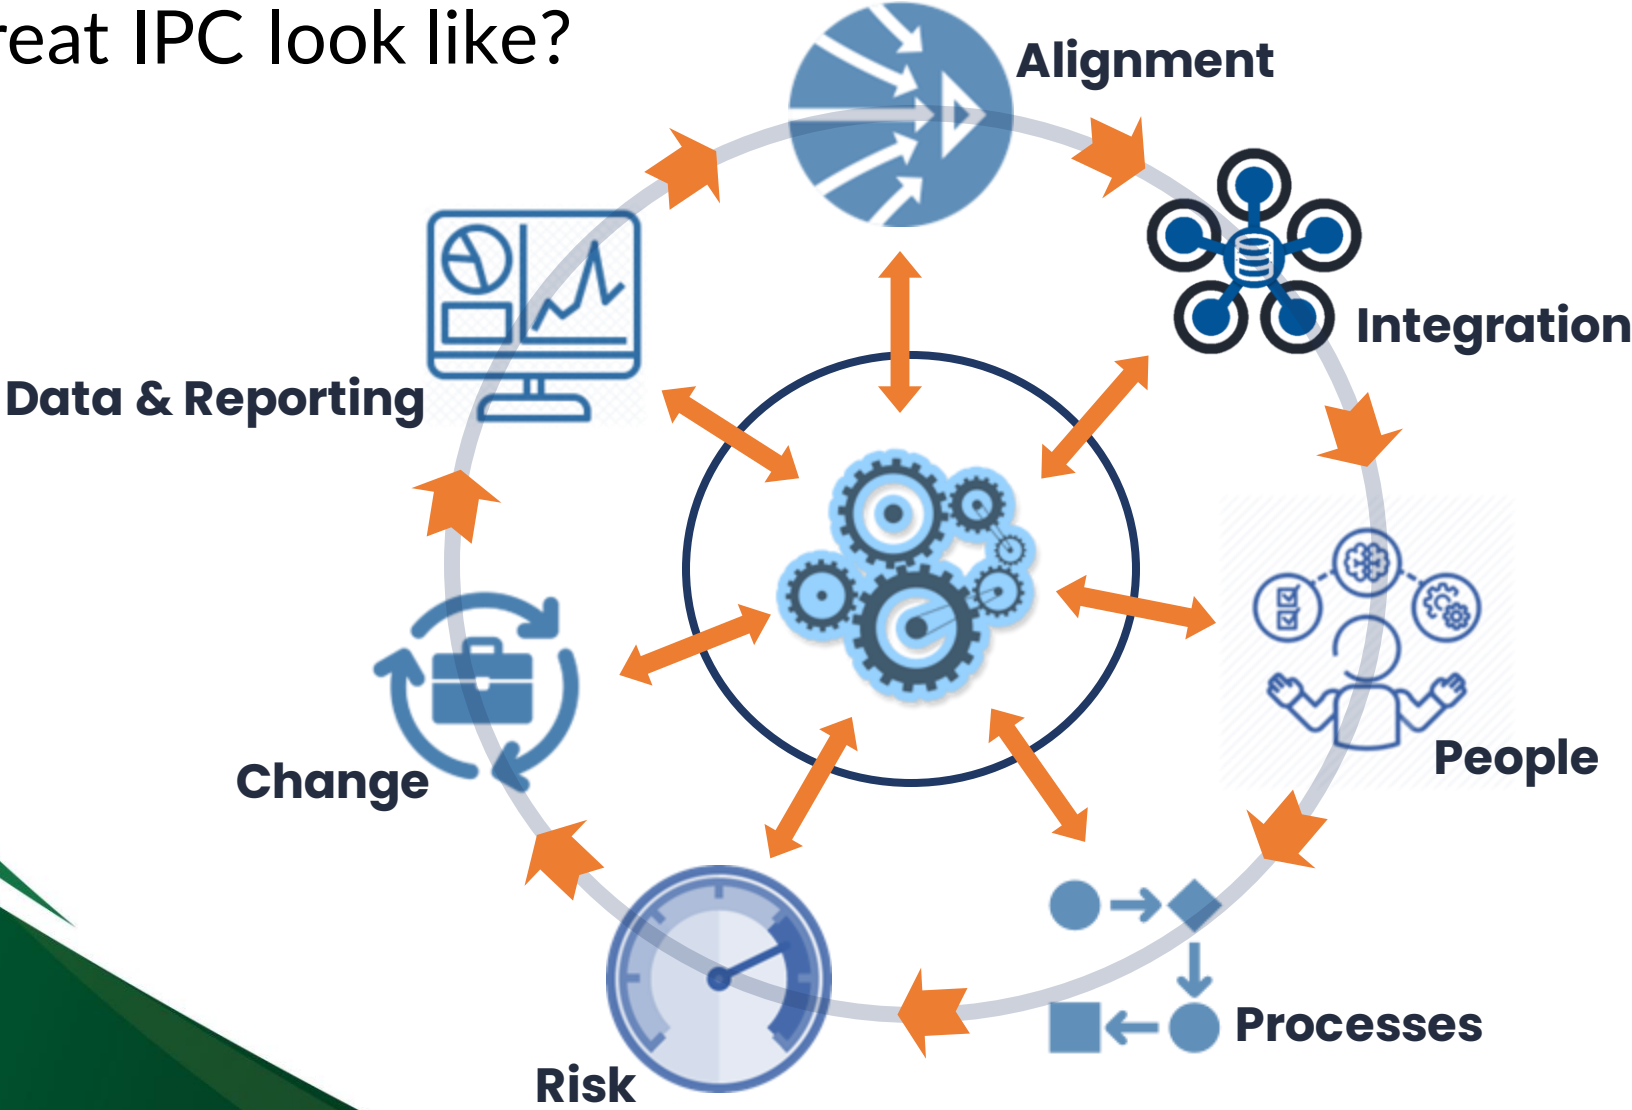 reat IPC look like?
Alignment
Integration
Data & Reporting
People
Change
Processes
Risk